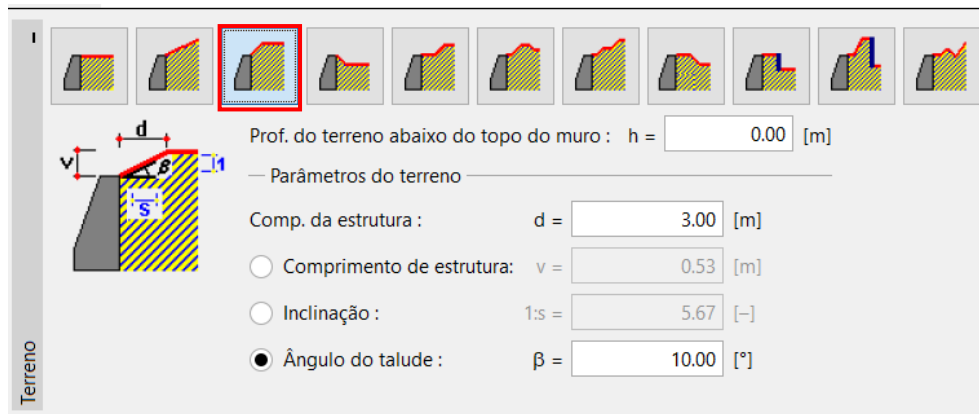 d
v
β
1
s
Prof. do terreno abaixo do topo do muro : h = 0.00 [m]
Parâmetros do terreno
Comp. da estrutura : d = 3.00 [m]
Comprimento de estrutura: v = 0.53 [m]
Inclinação : 1:s = 5.67 [–]
Ângulo do talude : β = 10.00 [°]
Terreno